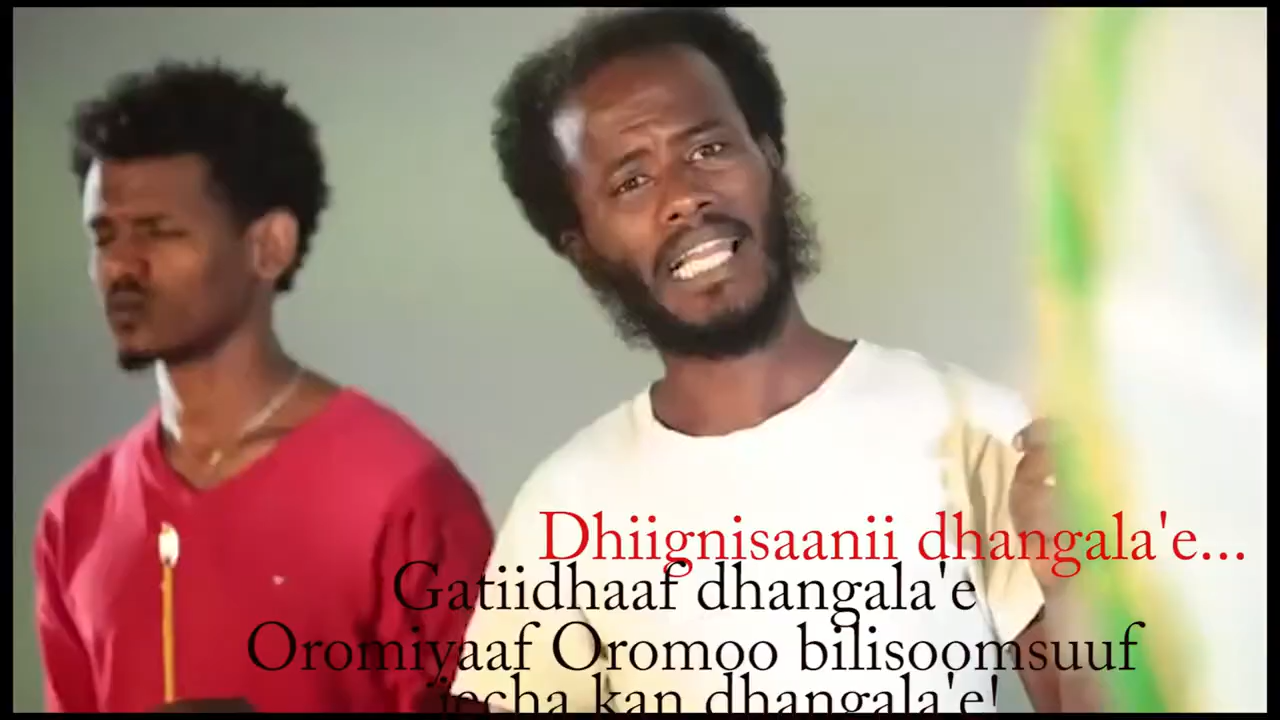 Dhiignisaanii dhangala'e...
Gatiidhaaf dhangala'e
Oromiyaaf Oromoo bilisoomsuuf
jecha kan dhangala'e!